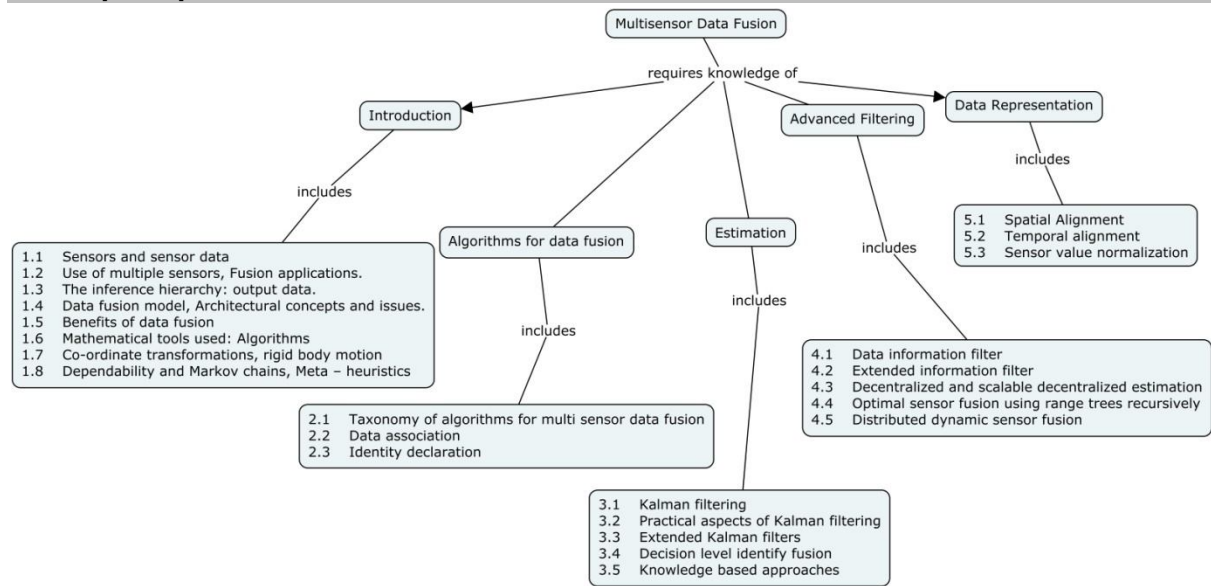 Multisensor Data Fusion
requires knowledge of
Introduction
Advanced Filtering
Data Representation
includes
includes
5.1 Spatial Alignment
5.2 Temporal alignment
5.3 Sensor value normalization
Algorithms for data fusion
Estimation
includes
1.1 Sensors and sensor data
1.2 Use of multiple sensors, Fusion applications.
1.3 The inference hierarchy: output data.
1.4 Data fusion model, Architectural concepts and issues.
1.5 Benefits of data fusion
1.6 Mathematical tools used: Algorithms
1.7 Co-ordinate transformations, rigid body motion
1.8 Dependability and Markov chains, Meta – heuristics
includes
includes
4.1 Data information filter
4.2 Extended information filter
4.3 Decentralized and scalable decentralized estimation
4.4 Optimal sensor fusion using range trees recursively
4.5 Distributed dynamic sensor fusion
2.1 Taxonomy of algorithms for multi sensor data fusion
2.2 Data association
2.3 Identity declaration
3.1 Kalman filtering
3.2 Practical aspects of Kalman filtering
3.3 Extended Kalman filters
3.4 Decision level identify fusion
3.5 Knowledge based approaches